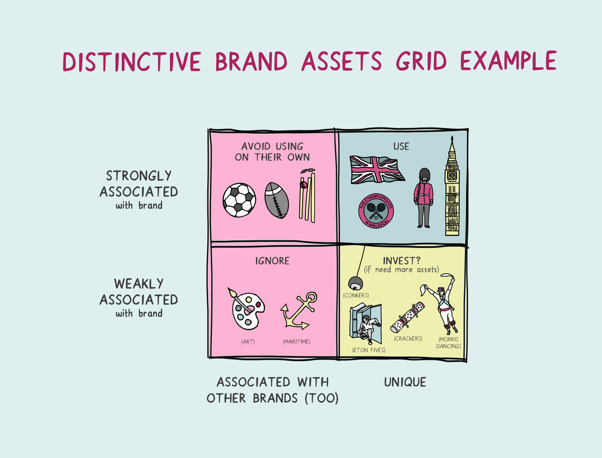 DISTINCTIVE BRAND ASSETS GRID EXAMPLE
AVOID USING
ON THEIR OWN
USE
STRONGLY
ASSOCIATED
with brand
IGNORE
INVEST?
(if need more assets)
WEAKLY
ASSOCIATED
with brand
(CONKERS)
(ART)
(MARITIME)
(ETON FIVES)
(CRACKERS)
(MORRIS
DANCING)
ASSOCIATED WITH
OTHER BRANDS (TOO)
UNIQUE